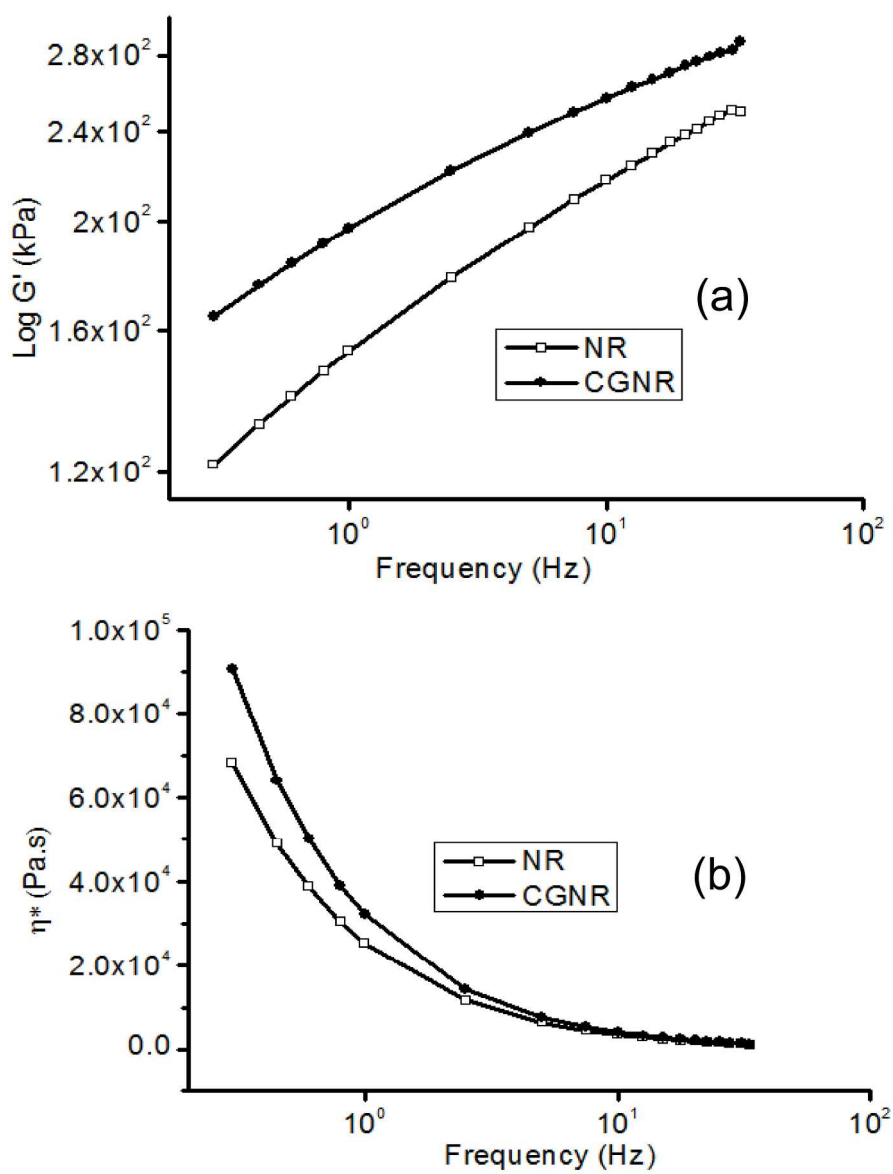 Log G' (kPa)
2.8x10²
2.4x10²
2x10²
1.6x10²
1.2x10²
(a)
NR
CGNR
10⁰
10¹
10²
Frequency (Hz)
η* (Pa.s)
1.0x10⁵
8.0x10⁴
6.0x10⁴
4.0x10⁴
2.0x10⁴
0.0
NR
CGNR
(b)
10⁰
10¹
10²
Frequency (Hz)